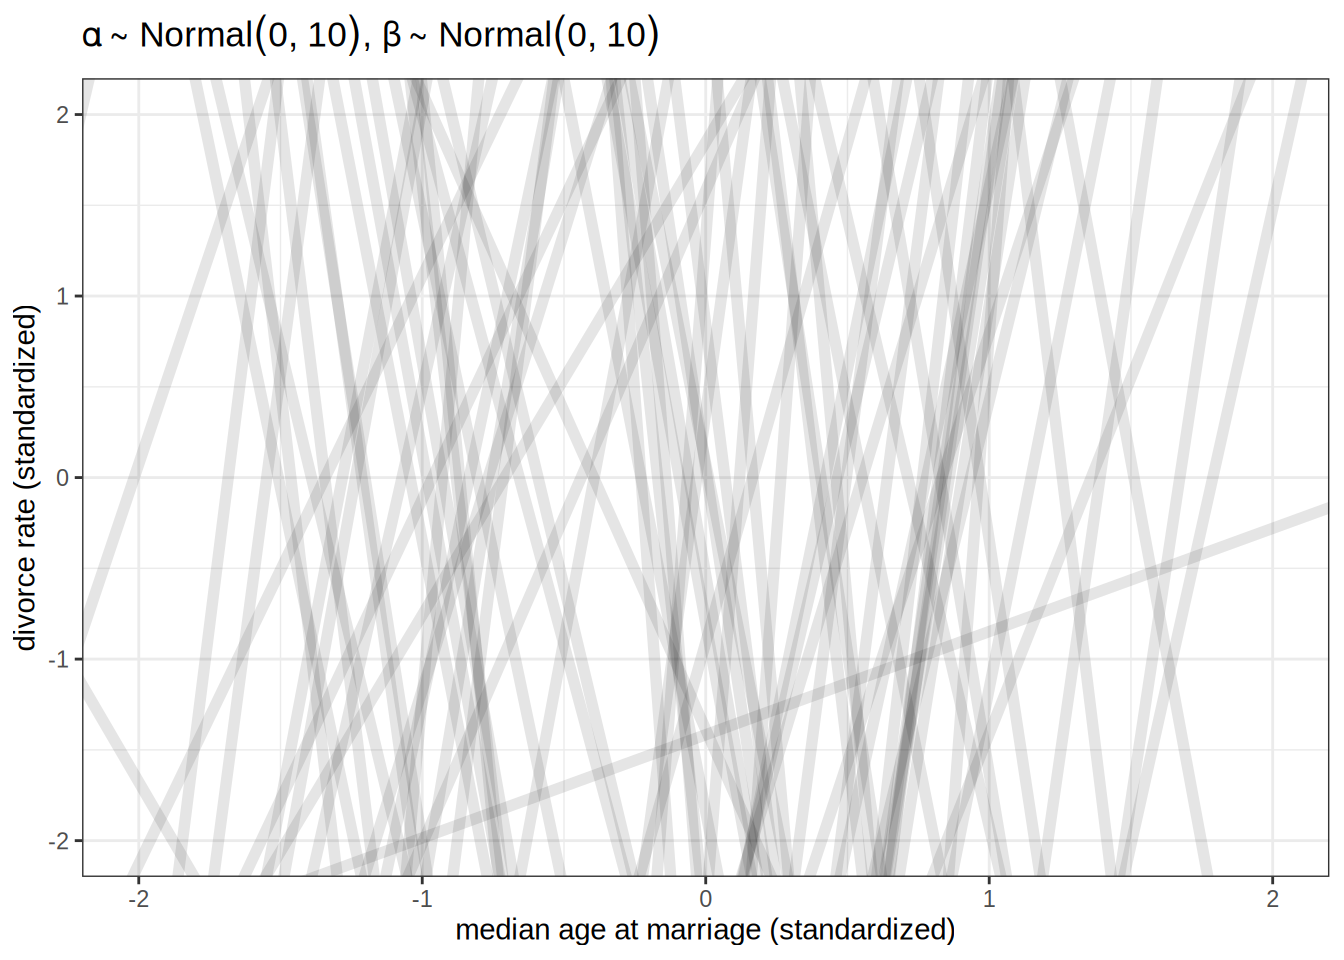 α ~ Normal(0, 10), β ~ Normal(0, 10)
divorce rate (standardized)
2
1
0
-1
-2
-2 -1 0 1 2
median age at marriage (standardized)